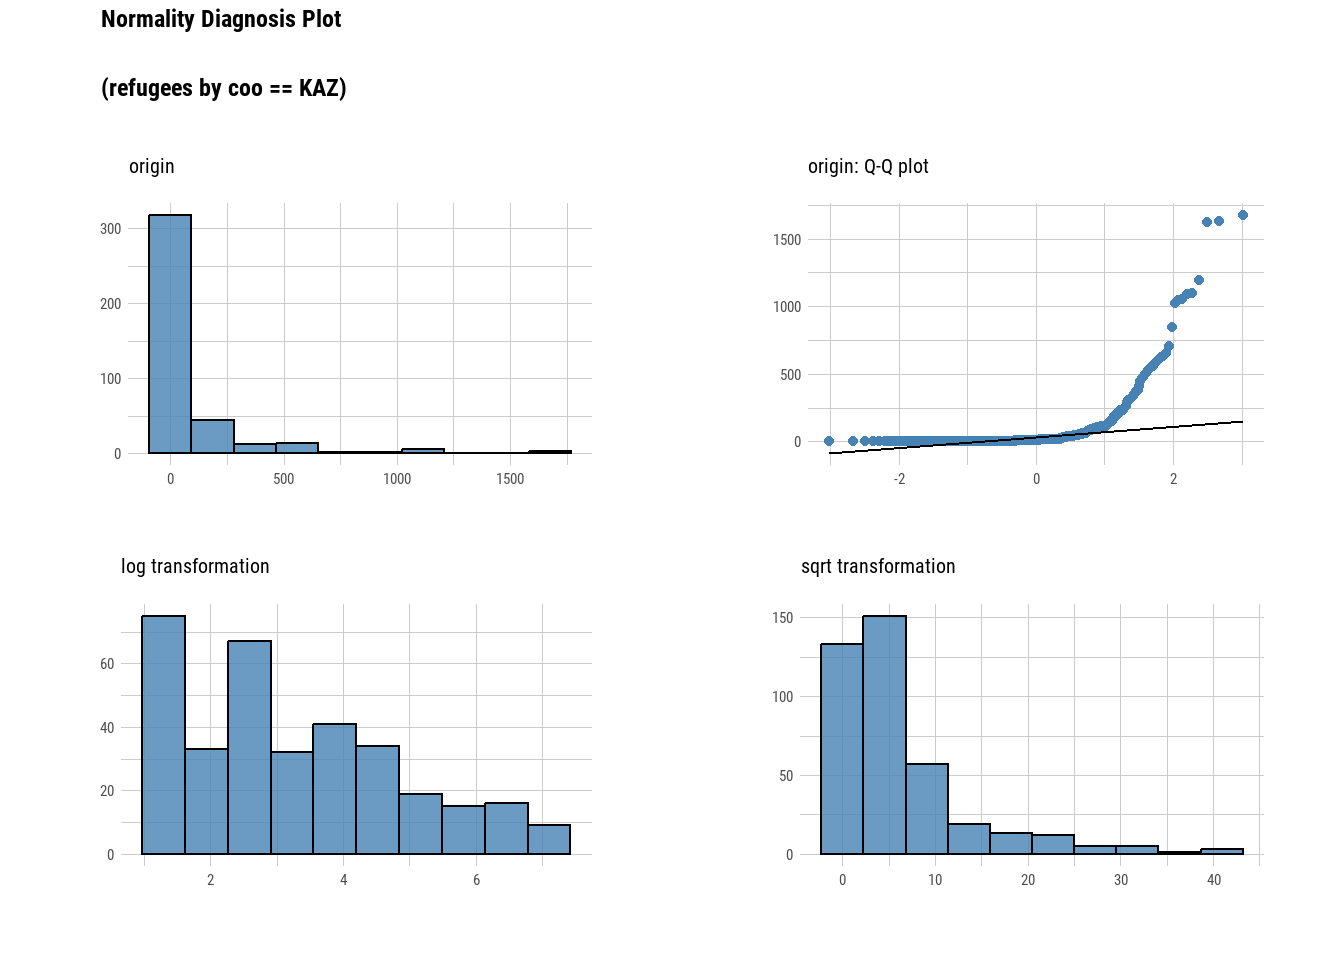 Normality Diagnosis Plot
(refugees by coo == KAZ)
origin
300
200
100
0
0 500 1000 1500
origin: Q-Q plot
1500
1000
500
0
-2 0 2
log transformation
60
40
20
0
2 4 6
sqrt transformation
150
100
50
0
0 10 20 30 40